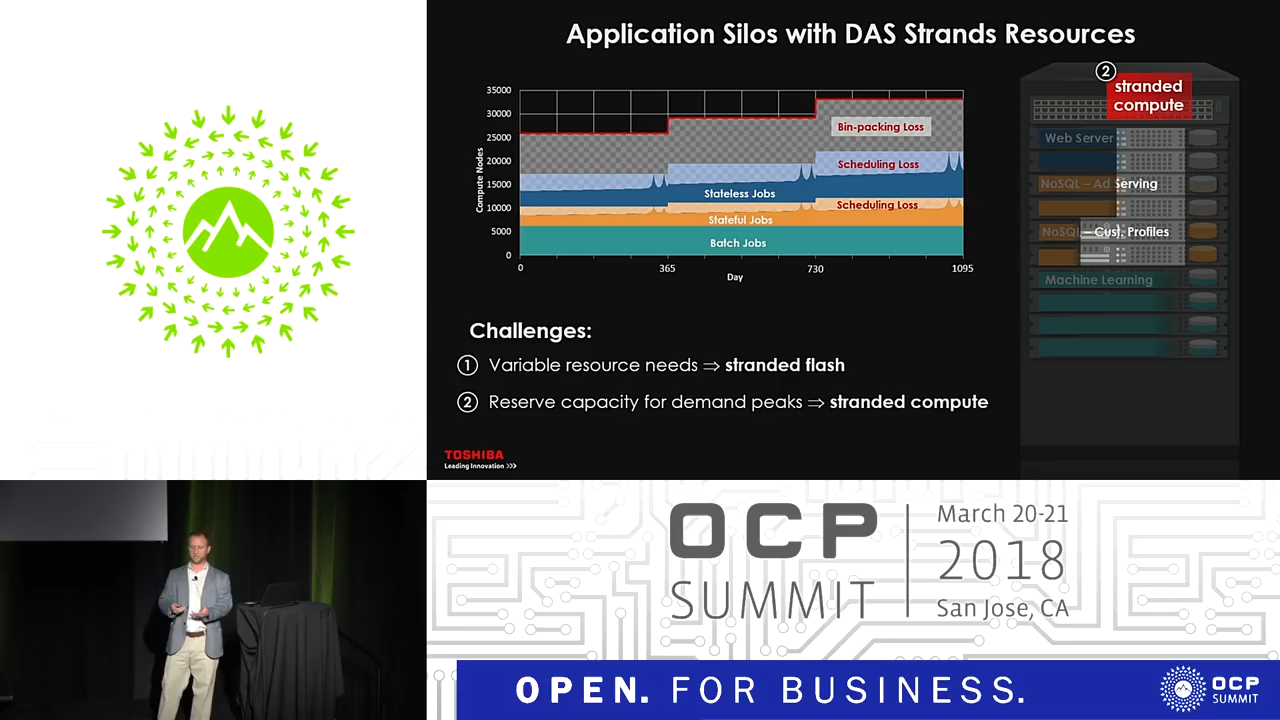 Application Silos with DAS Strands Resources
35000
30000
25000
20000
15000
10000
5000
0
Compute Nodes
Bin-packing Loss
Scheduling Loss
Stateless Jobs
Scheduling Loss
Stateful Jobs
Batch Jobs
0
365
730
1095
Day
2
stranded
compute
Web Server
NoSQL – Ad Serving
NoSQL – Cust. Profiles
Machine Learning
Challenges:
1 Variable resource needs ⇒ stranded flash
2 Reserve capacity for demand peaks ⇒ stranded compute
TOSHIBA
Leading Innovation >>>
OCP
SUMMIT
March 20-21
2018
San Jose, CA
OPEN. FOR BUSINESS.
OCP
SUMMIT